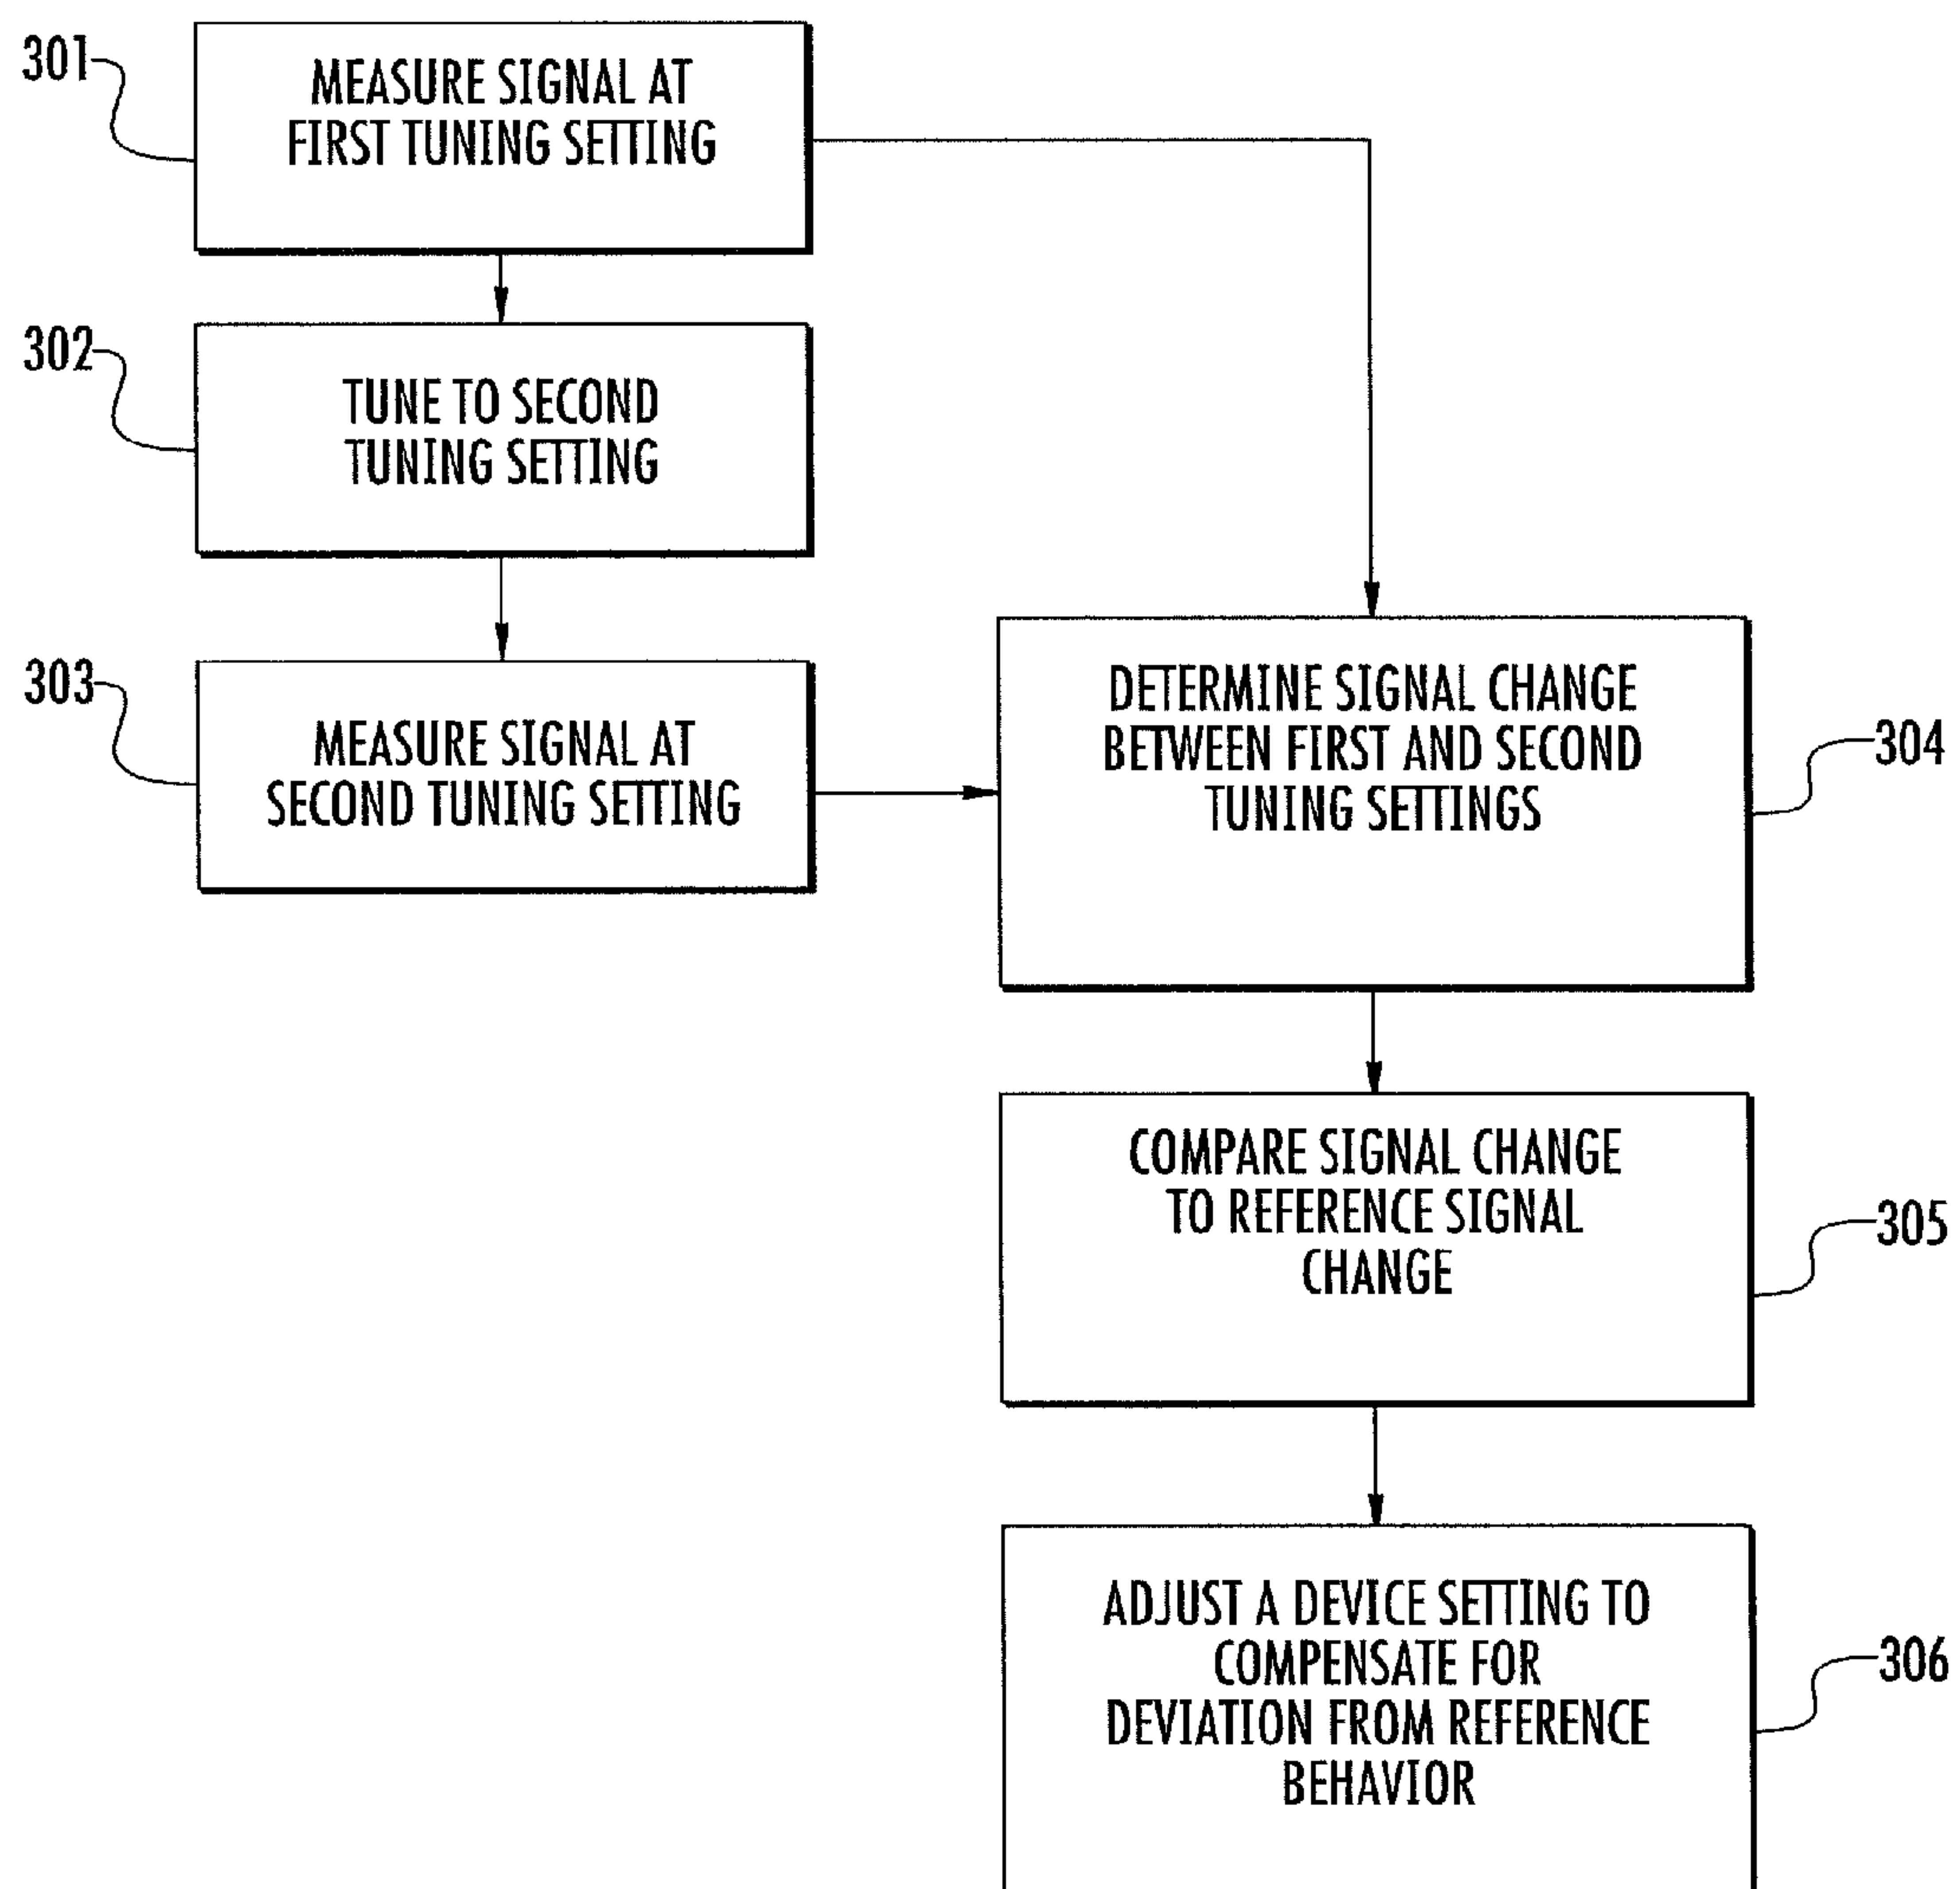 301
MEASURE SIGNAL AT
FIRST TUNING SETTING
302
TUNE TO SECOND
TUNING SETTING
303
MEASURE SIGNAL AT
SECOND TUNING SETTING
DETERMINE SIGNAL CHANGE
BETWEEN FIRST AND SECOND
TUNING SETTINGS
304
COMPARE SIGNAL CHANGE
TO REFERENCE SIGNAL
CHANGE
305
ADJUST A DEVICE SETTING TO
COMPENSATE FOR
DEVIATION FROM REFERENCE
BEHAVIOR
306